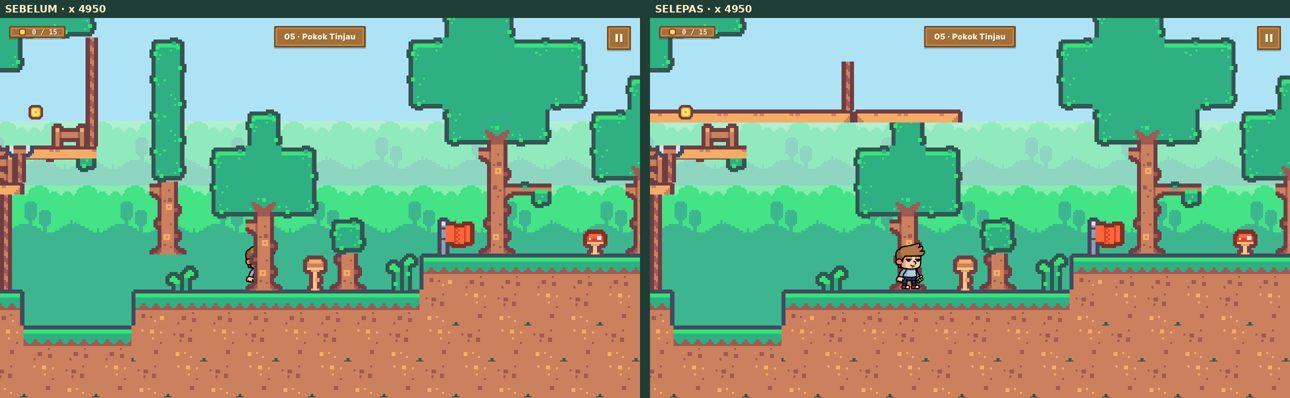 SEBELUM · x 4950
0 / 15
05 · Pokok Tinjau
SELEPAS · x 4950
0 / 15
05 · Pokok Tinjau